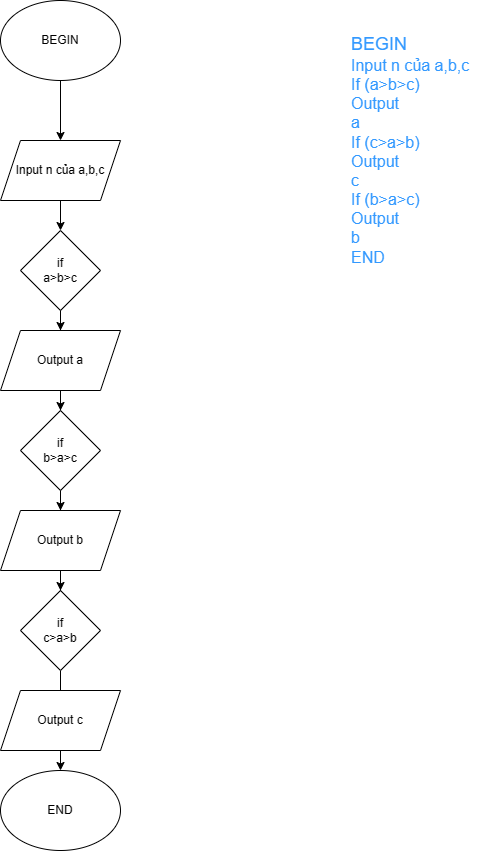 BEGIN
Input n của a,b,c
if
a>b>c
Output a
if
b>a>c
Output b
if
c>a>b
Output c
END
BEGIN
Input n của a,b,c
If (a>b>c)
Output
a
If (c>a>b)
Output
c
If (b>a>c)
Output
b
END